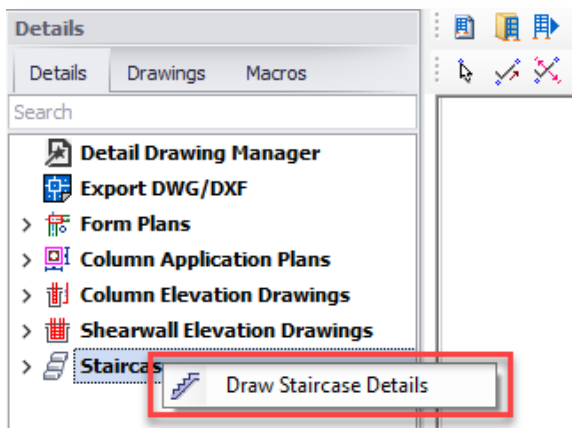 Details
Details Drawings Macros
Search
Detail Drawing Manager
Export DWG/DXF
Form Plans
Column Application Plans
Column Elevation Drawings
Shearwall Elevation Drawings
Staircas
Draw Staircase Details